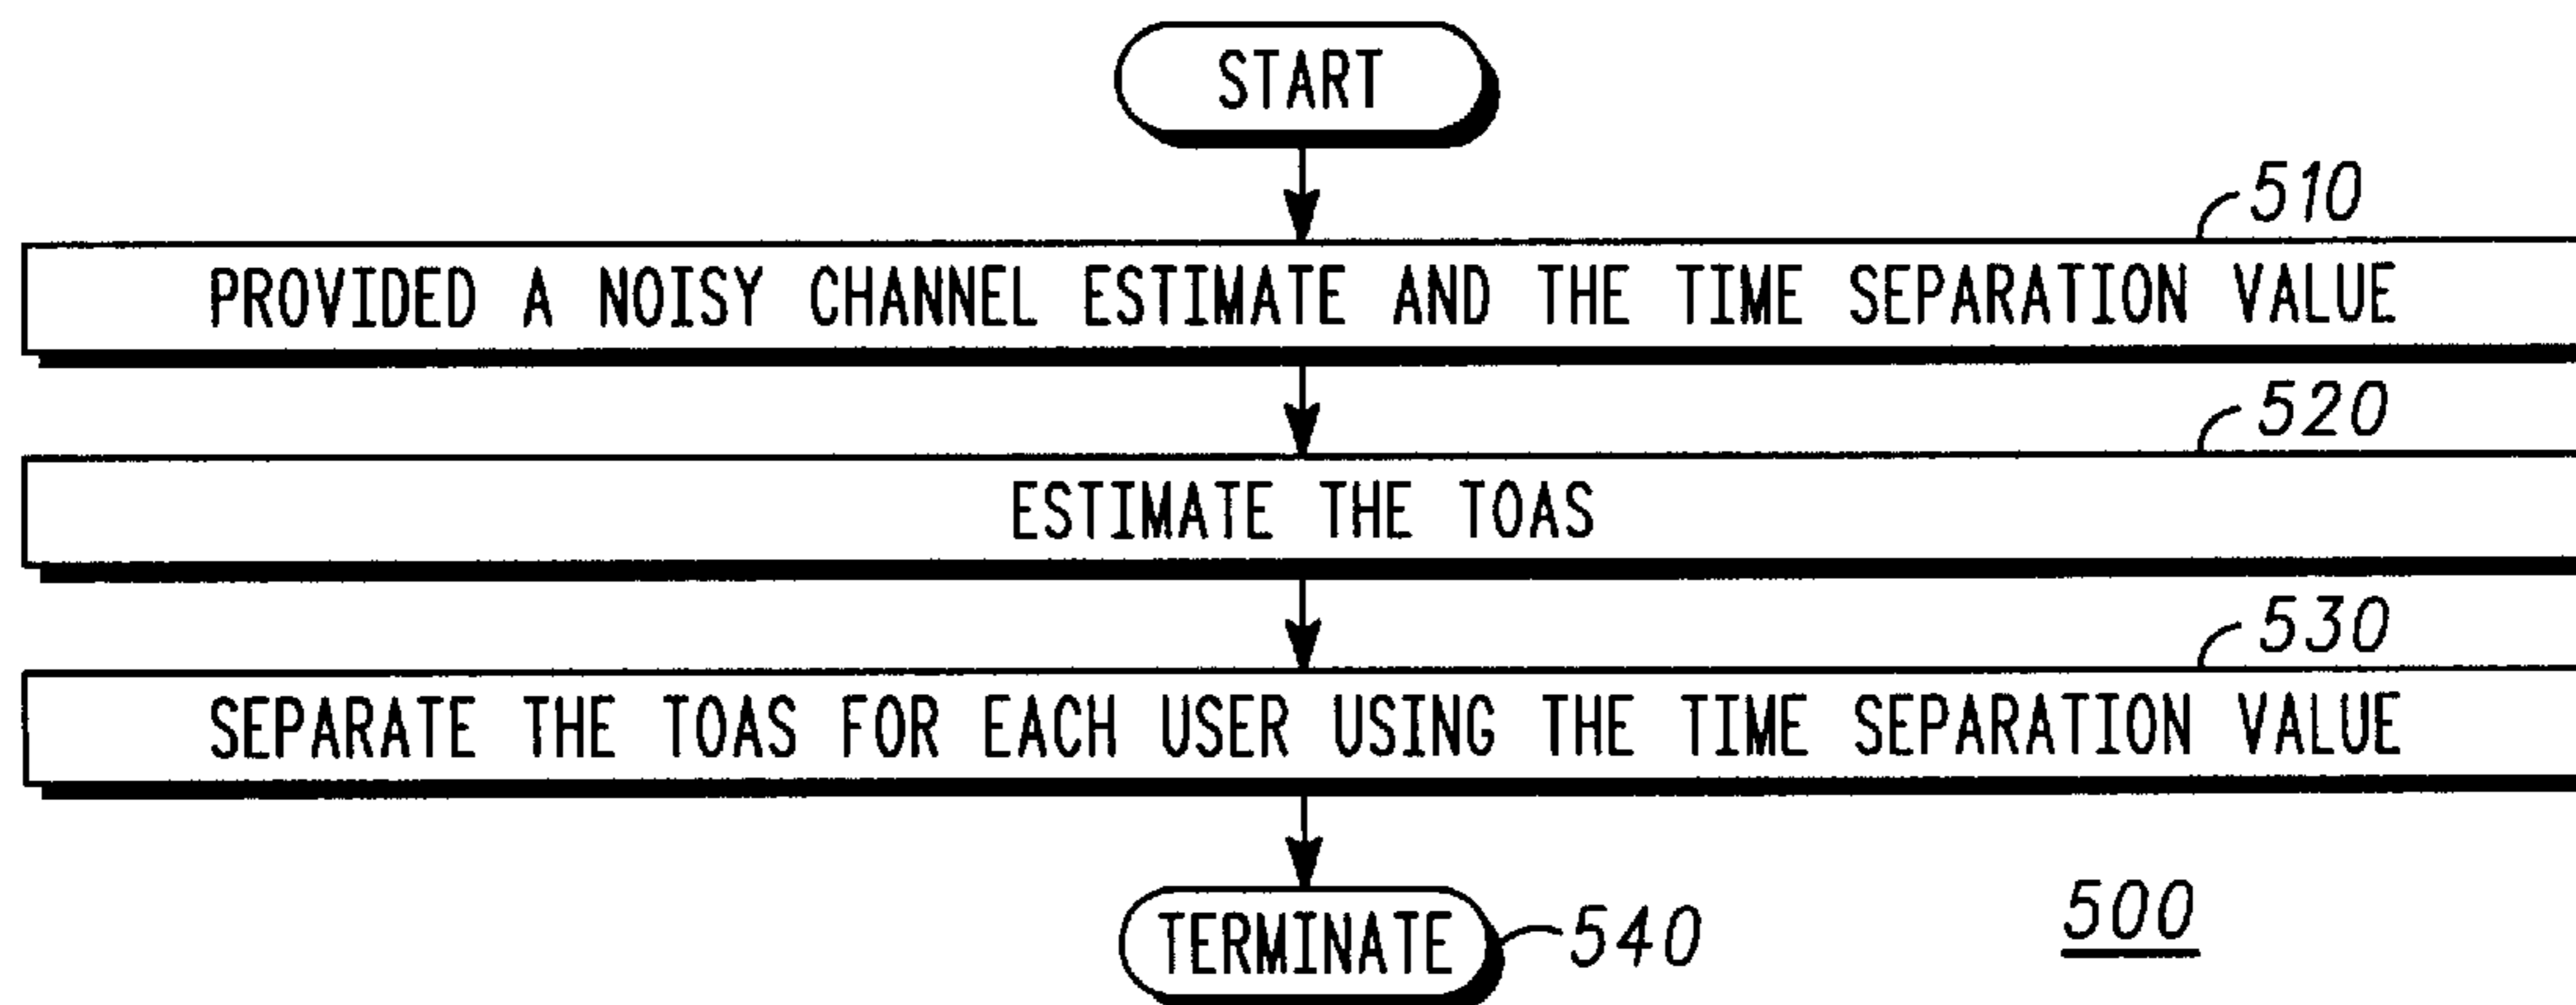 START
510
PROVIDED A NOISY CHANNEL ESTIMATE AND THE TIME SEPARATION VALUE
520
ESTIMATE THE TOAS
530
SEPARATE THE TOAS FOR EACH USER USING THE TIME SEPARATION VALUE
TERMINATE 540
500